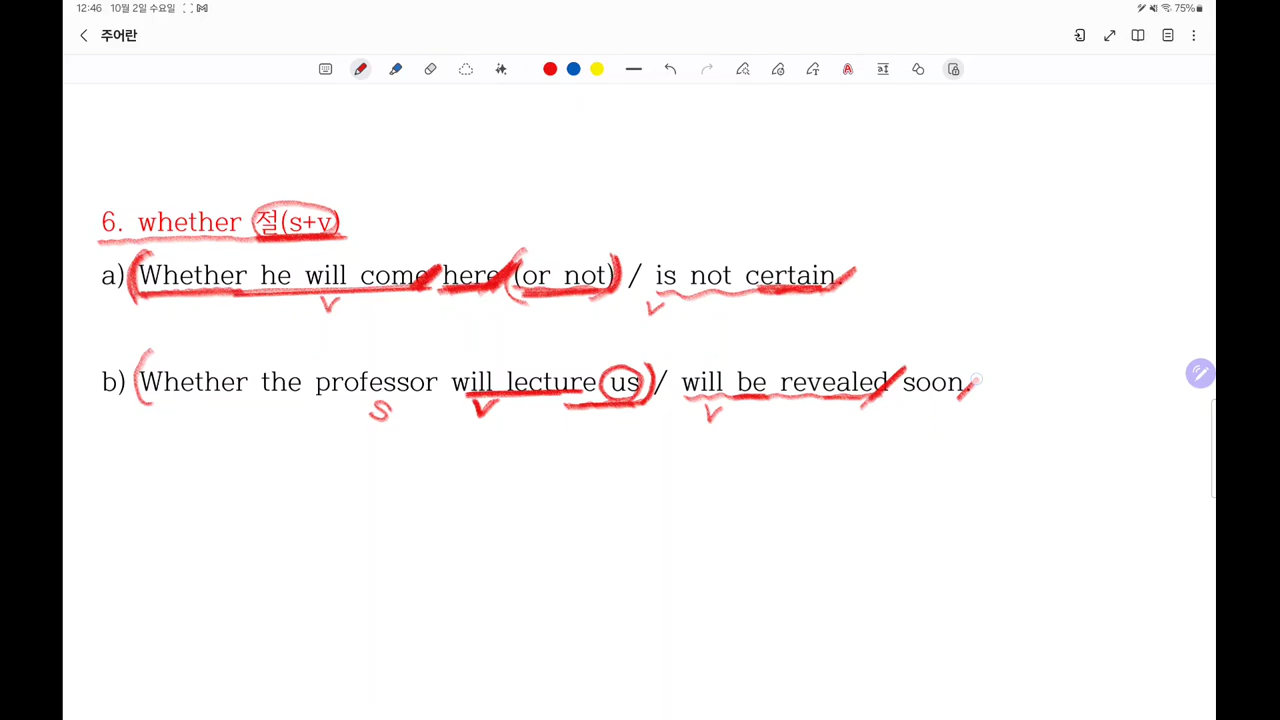 12:46 10월 2일 수요일 75%
주어란
6. whether 절(s+v)
a) (Whether he will come here (or not)) / is not certain.
v v
b) (Whether the professor will lecture us) / will be revealed soon.
s v v